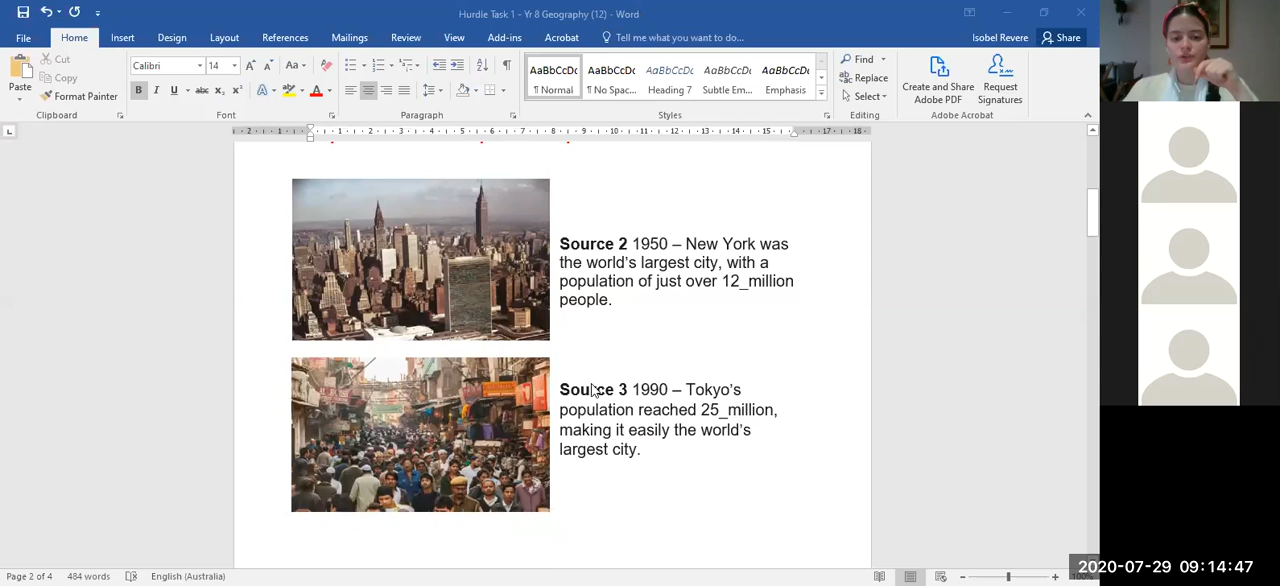 Hurdle Task 1 - Yr 8 Geography (12) - Word
File Home Insert Design Layout References Mailings Review View Add-ins Acrobat Tell me what you want to do... Isobel Revere Share
Paste
Cut
Copy
Format Painter
Clipboard
Calibri 14
Font
Paragraph
AaBbCcDc AaBbCcDc AaBbCcDc AaBbCcDc AaBbCcDc
¶ Normal ¶ No Spac... Heading 7 Subtle Em... Emphasis
Styles
Find
Replace
Select
Editing
Create and Share Adobe PDF
Request Signatures
Adobe Acrobat
Source 2 1950 – New York was
the world's largest city, with a
population of just over 12_million
people.
Source 3 1990 – Tokyo's
population reached 25_million,
making it easily the world's
largest city.
Page 2 of 4 484 words English (Australia)
2020-07-29 09:14:47